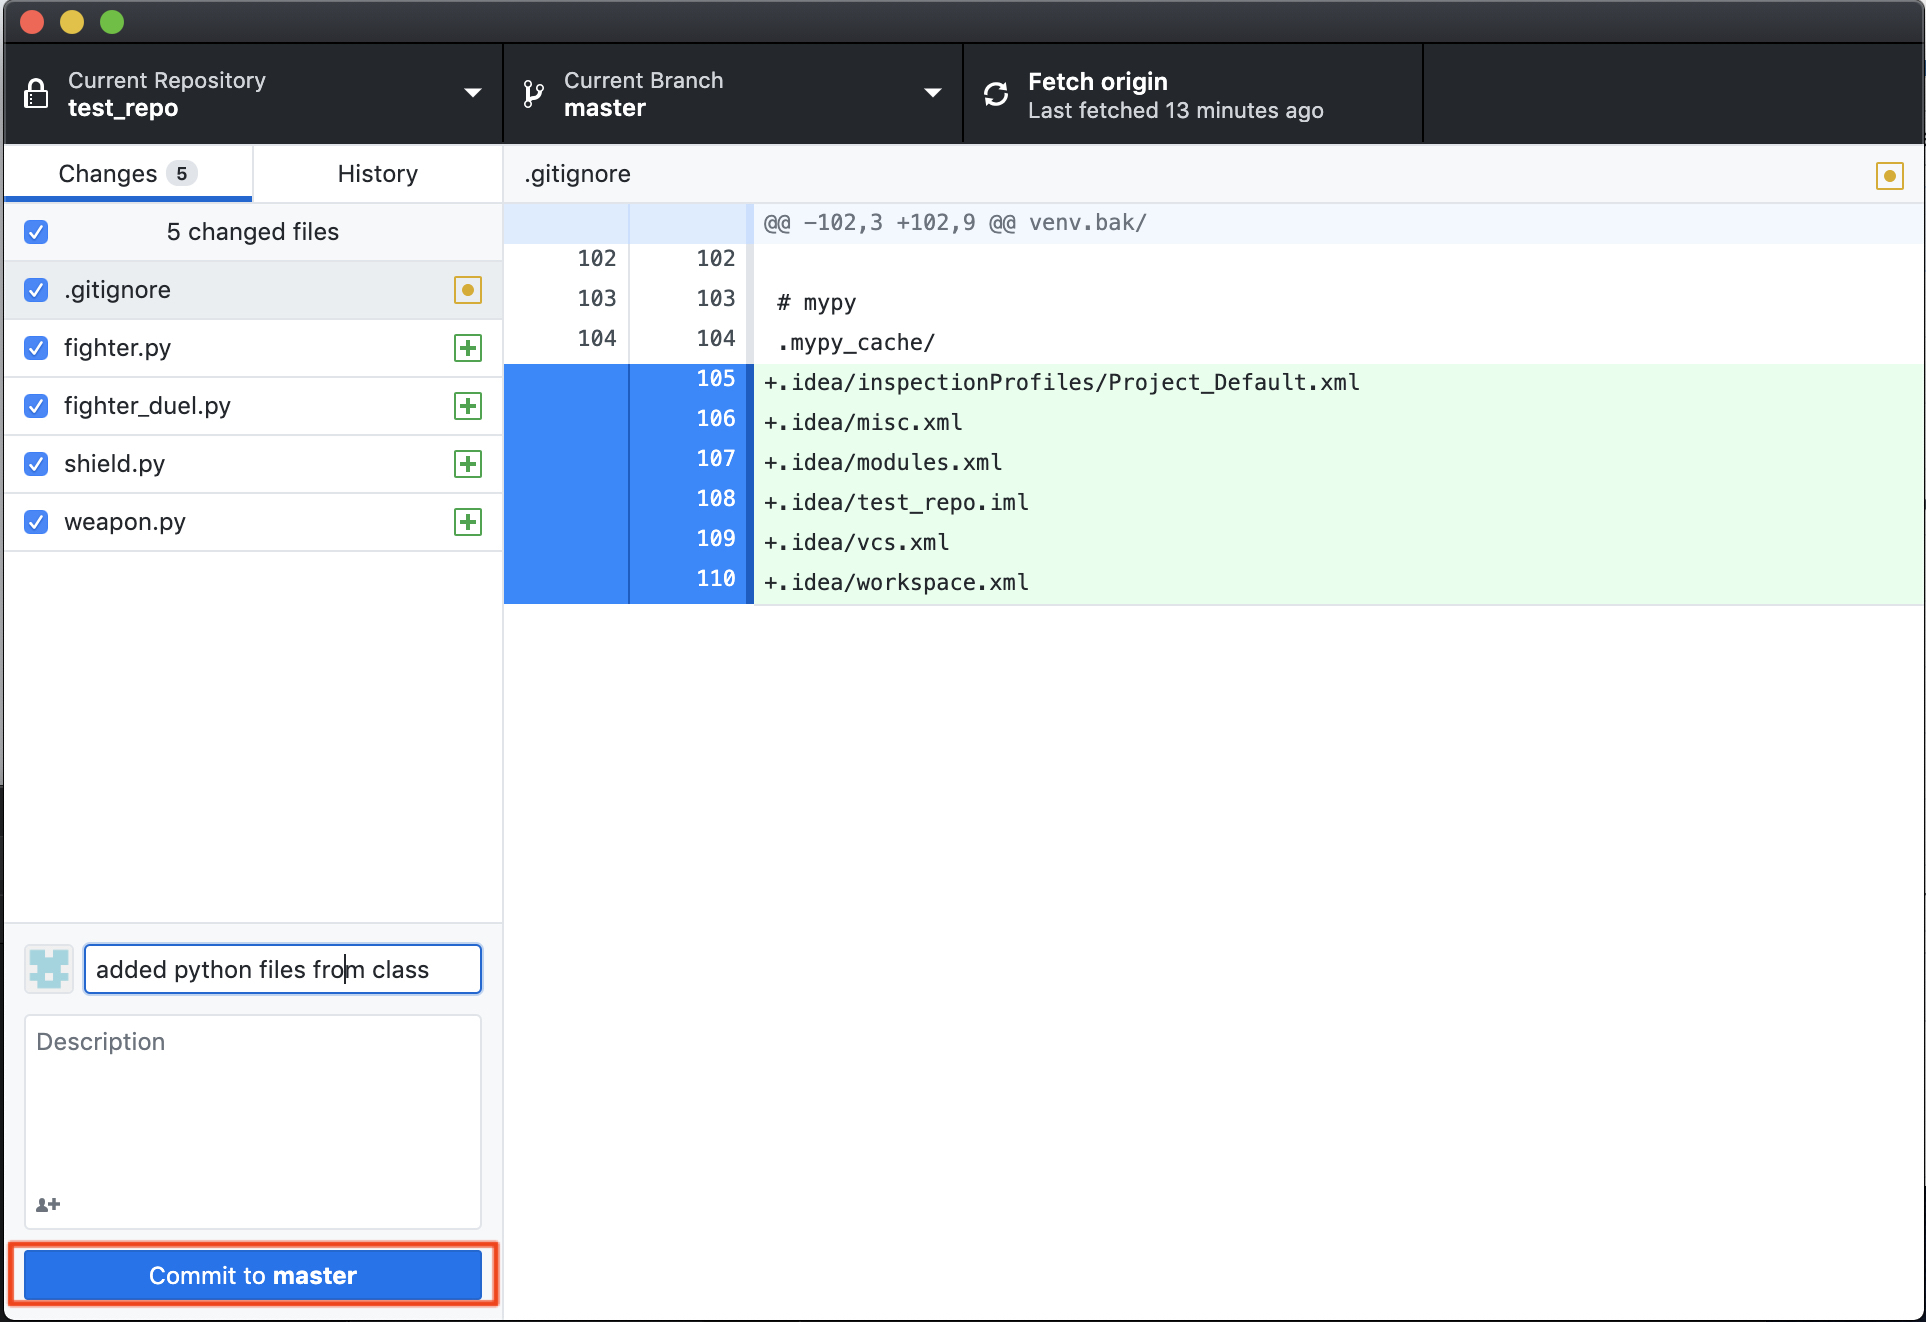 Current Repository
test_repo
Current Branch
master
Fetch origin
Last fetched 13 minutes ago
Changes 5
History
5 changed files
.gitignore
fighter.py
fighter_duel.py
shield.py
weapon.py
.gitignore
@@ -102,3 +102,9 @@ venv.bak/
102 102
103 103 # mypy
104 104 .mypy_cache/
105 +.idea/inspectionProfiles/Project_Default.xml
106 +.idea/misc.xml
107 +.idea/modules.xml
108 +.idea/test_repo.iml
109 +.idea/vcs.xml
110 +.idea/workspace.xml
added python files from class
Description
Commit to master